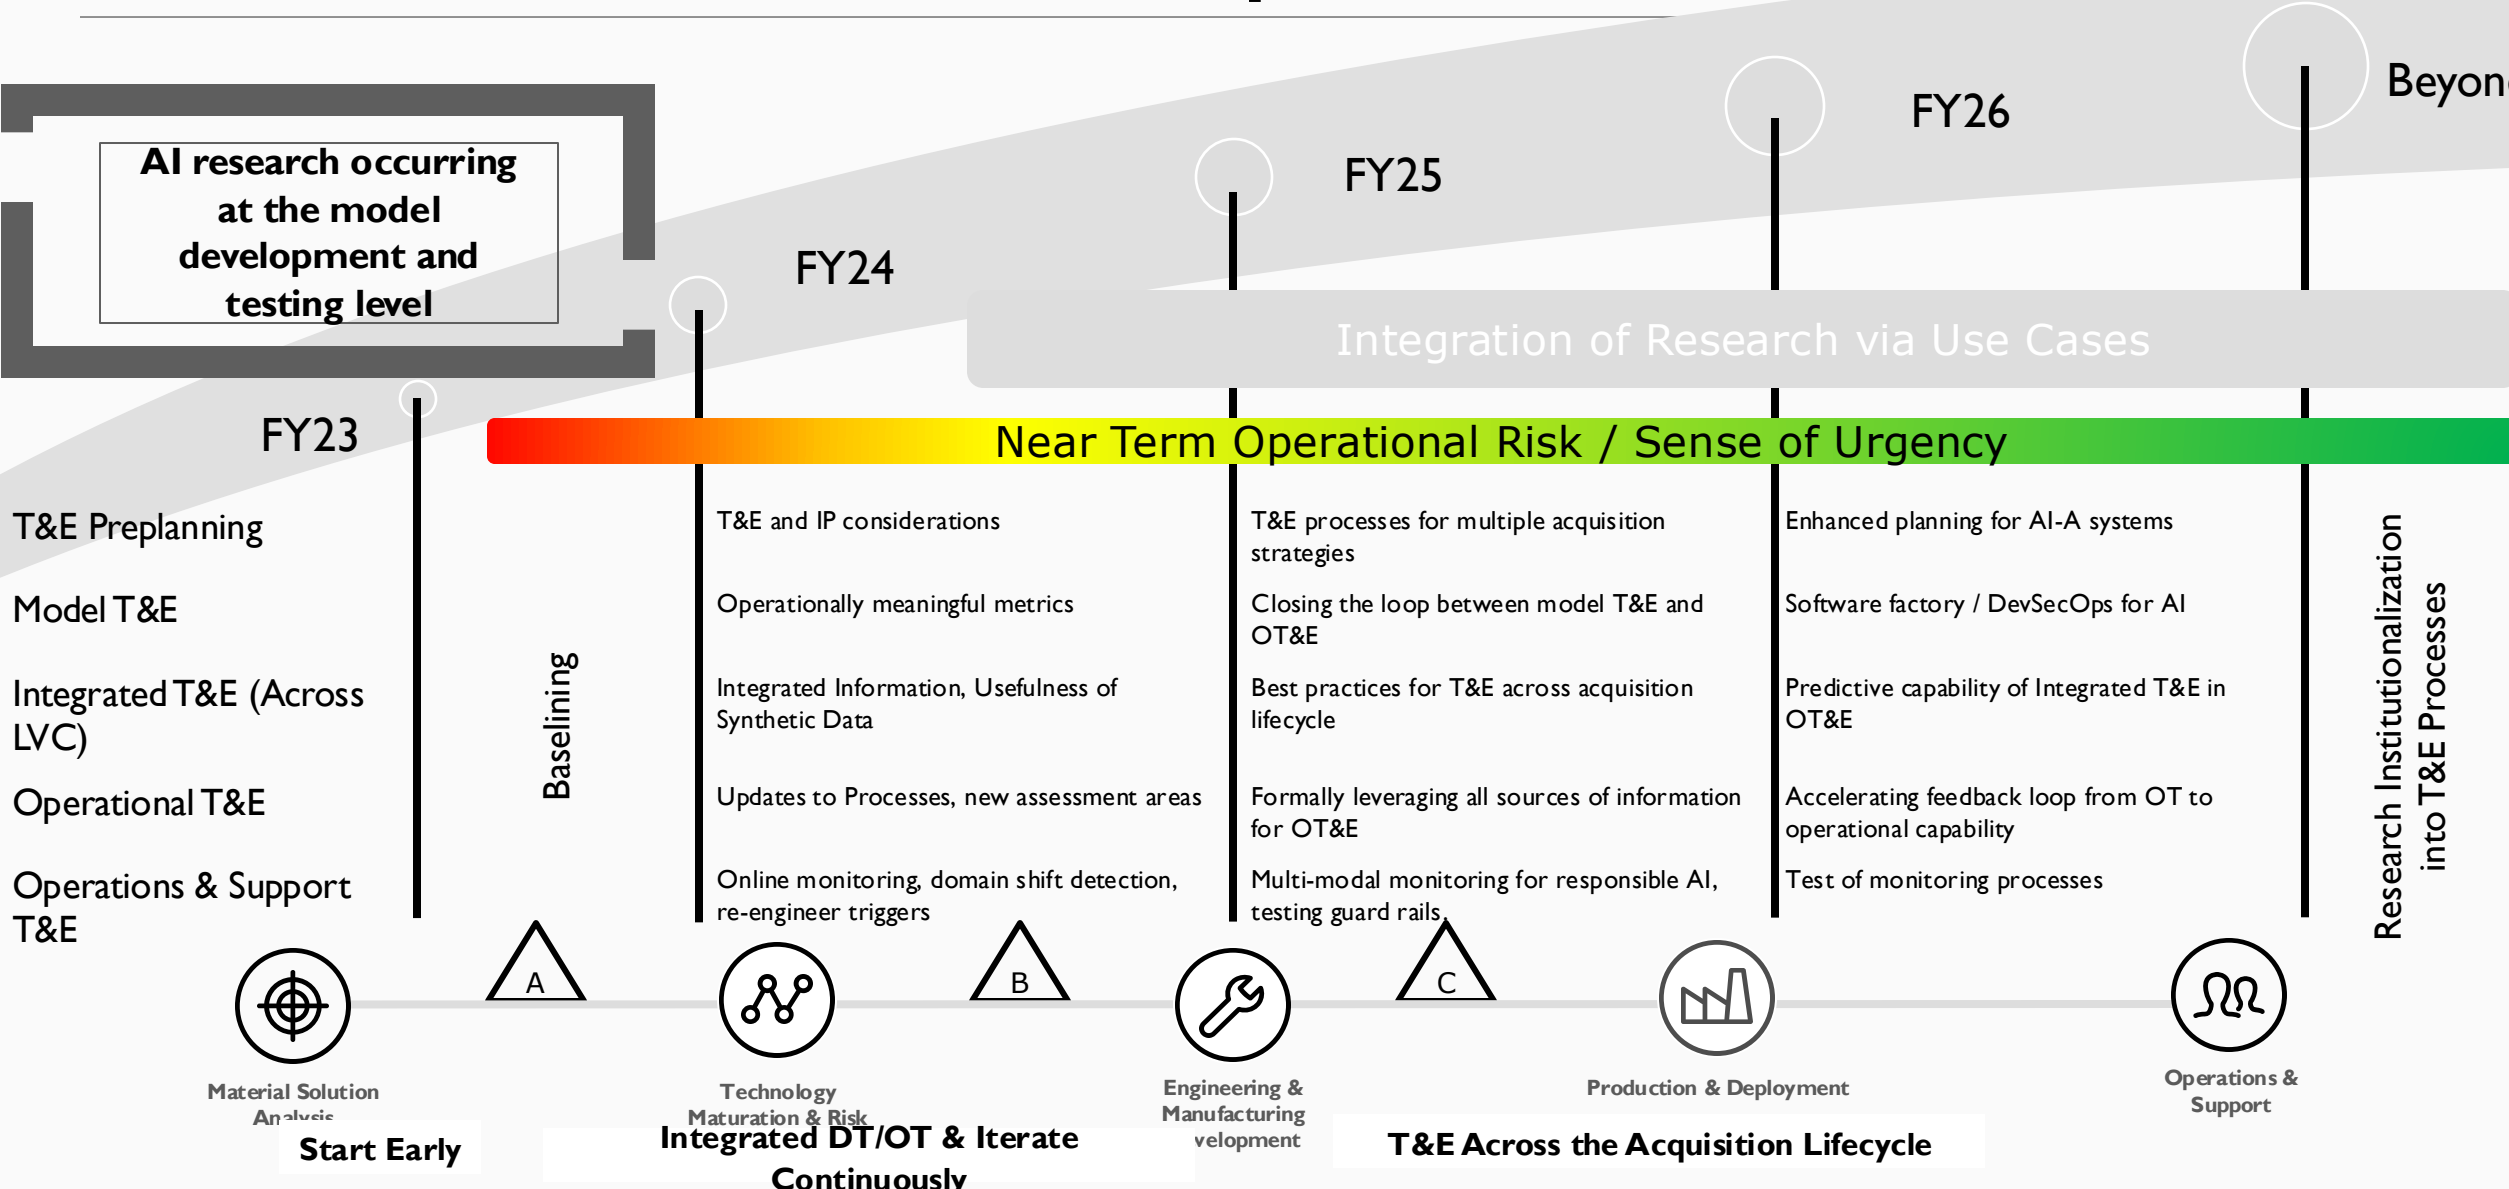 AI research occurring
at the model
development and
testing level
FY23
FY24
FY25
FY26
Integration of Research via Use Cases
Near Term Operational Risk / Sense of Urgency
T&E Preplanning
Model T&E
Integrated T&E (Across
LVC)
Operational T&E
Operations & Support
T&E
Baselining
T&E and IP considerations
Operationally meaningful metrics
Integrated Information, Usefulness of
Synthetic Data
Updates to Processes, new assessment areas
Online monitoring, domain shift detection,
re-engineer triggers
T&E processes for multiple acquisition
strategies
Closing the loop between model T&E and
OT&E
Best practices for T&E across acquisition
lifecycle
Formally leveraging all sources of information
for OT&E
Multi-modal monitoring for responsible AI,
testing guard rails,
Enhanced planning for AI-A systems
Software factory / DevSecOps for AI
Predictive capability of Integrated T&E in
OT&E
Accelerating feedback loop from OT to
operational capability
Test of monitoring processes
Research Institutionalization
into T&E Processes
A
B
C
Material Solution
Analysis
Technology
Maturation & Risk
Engineering &
Manufacturing
velopment
Production & Deployment
Operations &
Support
Start Early
Integrated DT/OT & Iterate
Continuously
T&E Across the Acquisition Lifecycle